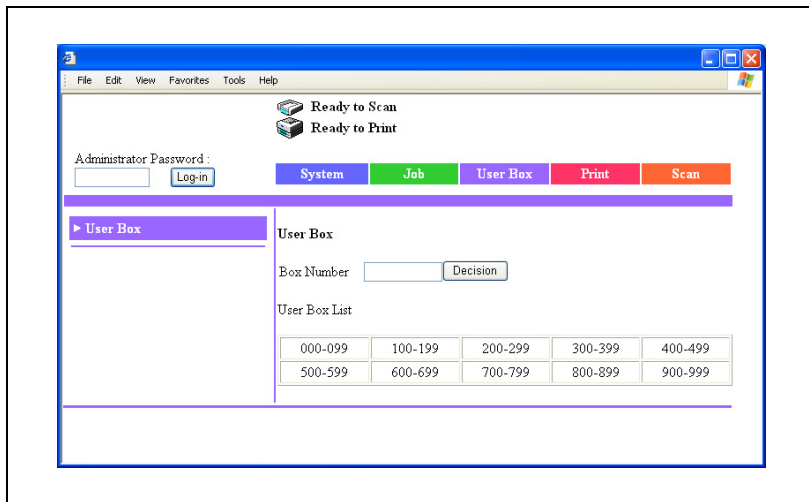 File Edit View Favorites Tools Help
Ready to Scan
Ready to Print
Administrator Password :
Log-in
System Job User Box Print Scan
User Box
User Box
Box Number Decision
User Box List
000-099 100-199 200-299 300-399 400-499
500-599 600-699 700-799 800-899 900-999